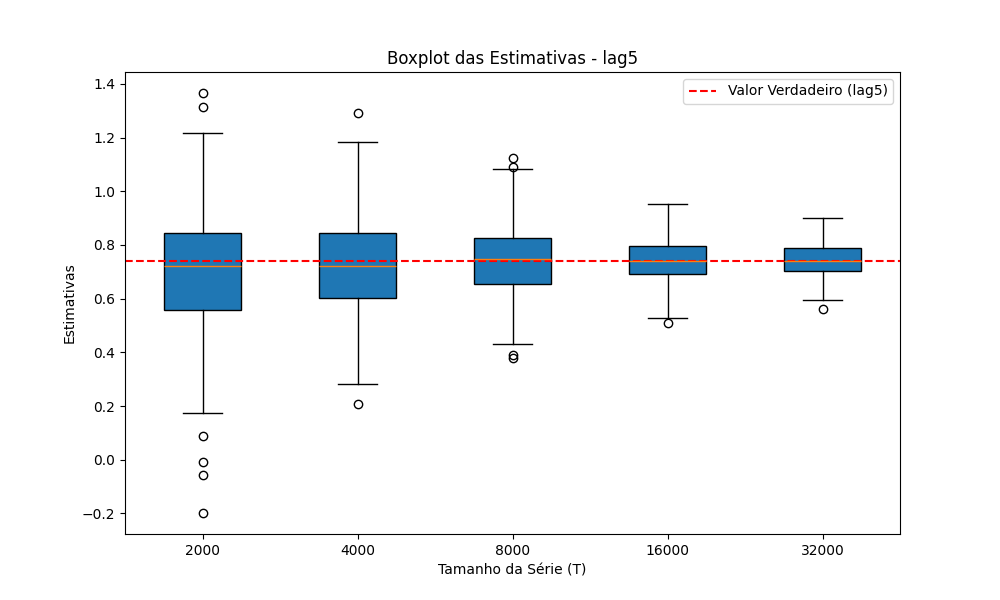 Boxplot das Estimativas - lag5
Valor Verdadeiro (lag5)
1.4
1.2
1.0
0.8
0.6
0.4
0.2
0.0
−0.2
Estimativas
2000 4000 8000 16000 32000
Tamanho da Série (T)